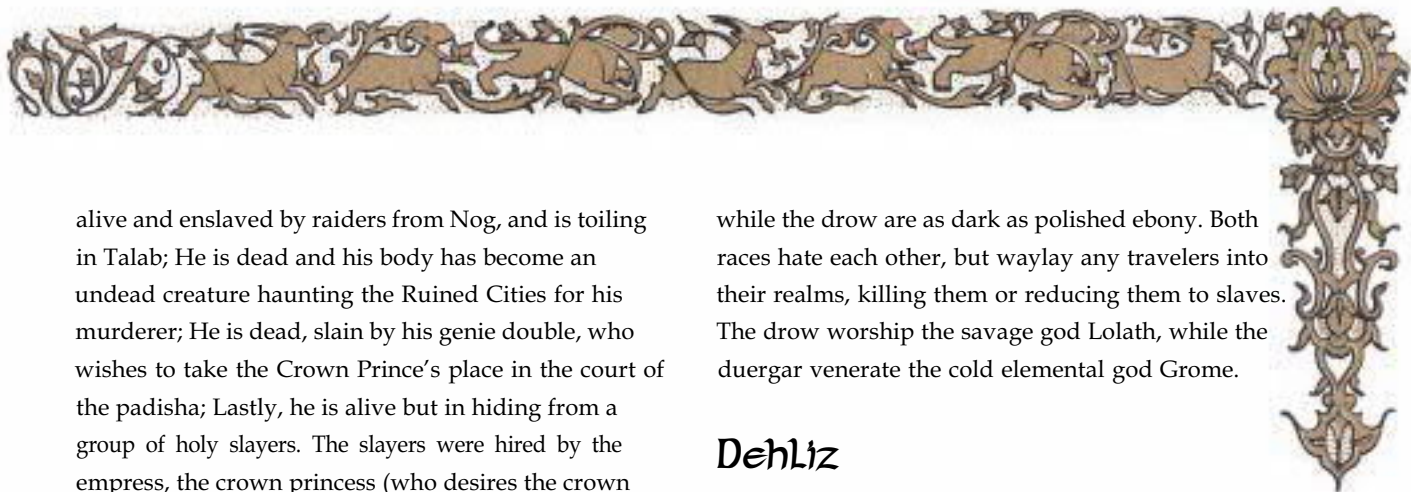 alive and enslaved by raiders from Nog, and is toiling
in Talab; He is dead and his body has become an
undead creature haunting the Ruined Cities for his
murderer; He is dead, slain by his genie double, who
wishes to take the Crown Prince’s place in the court of
the padisha; Lastly, he is alive but in hiding from a
group of holy slayers. The slayers were hired by the
empress, the crown princess (who desires the crown
while the drow are as dark as polished ebony. Both
races hate each other, but waylay any travelers into
their realms, killing them or reducing them to slaves.
The drow worship the savage god Lolath, while the
duergar venerate the cold elemental god Grome.
Dehliz